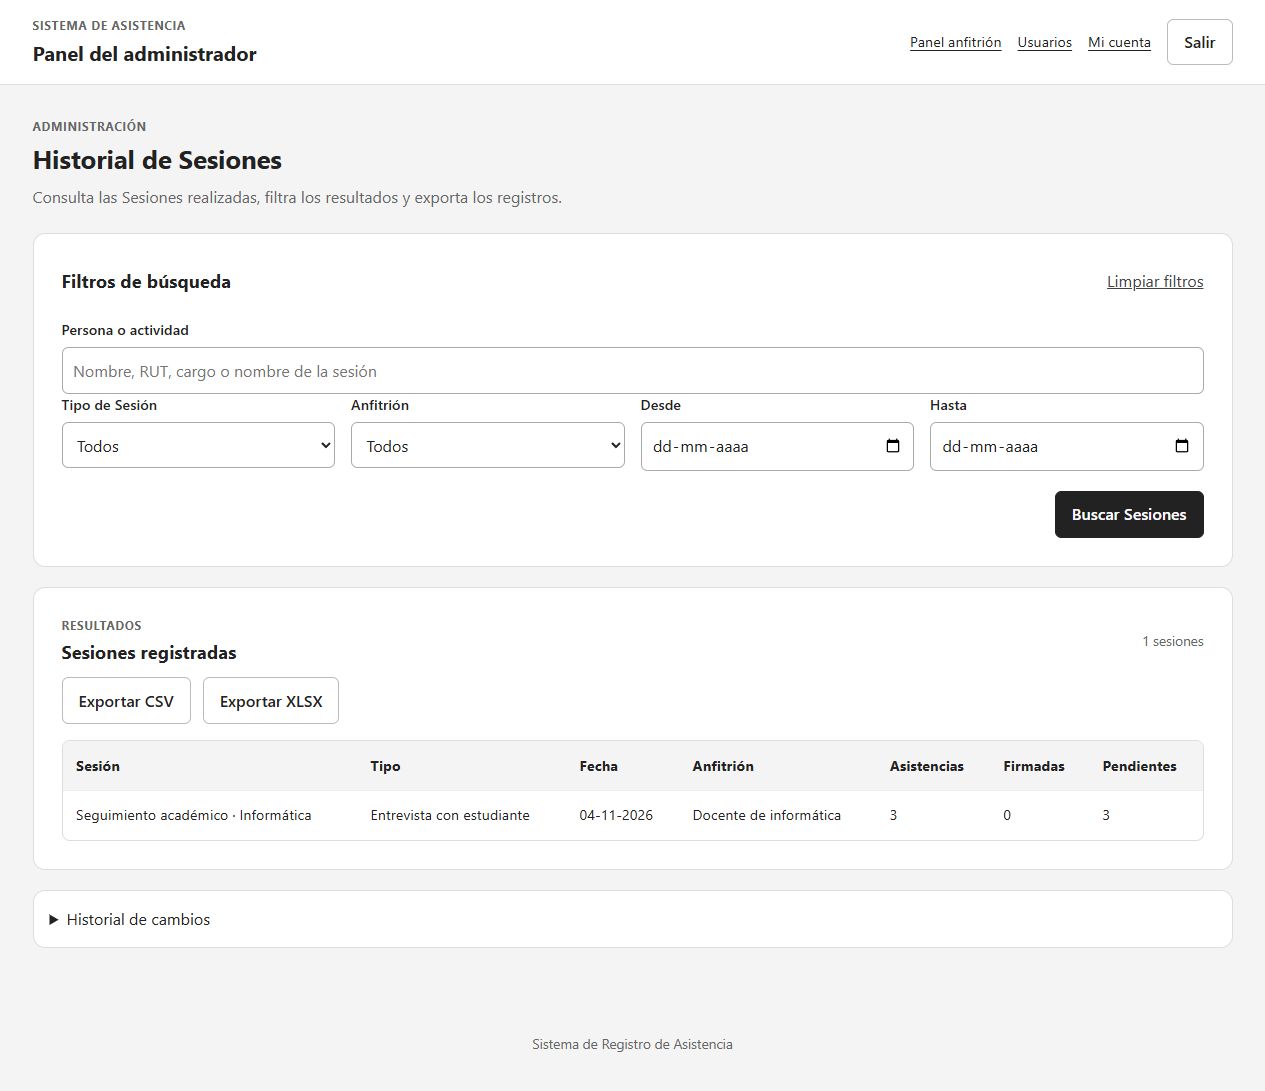 SISTEMA DE ASISTENCIA
Panel del administrador
Panel anfitrión Usuarios Mi cuenta Salir
ADMINISTRACIÓN
Historial de Sesiones
Consulta las Sesiones realizadas, filtra los resultados y exporta los registros.
Filtros de búsqueda Limpiar filtros
Persona o actividad
Nombre, RUT, cargo o nombre de la sesión
Tipo de Sesión Anfitrión Desde Hasta
Todos Todos dd-mm-aaaa dd-mm-aaaa
Buscar Sesiones
RESULTADOS
Sesiones registradas
1 sesiones
Exportar CSV Exportar XLSX
Sesión Tipo Fecha Anfitrión Asistencias Firmadas Pendientes
Seguimiento académico · Informática Entrevista con estudiante 04-11-2026 Docente de informática 3 0 3
Historial de cambios
Sistema de Registro de Asistencia